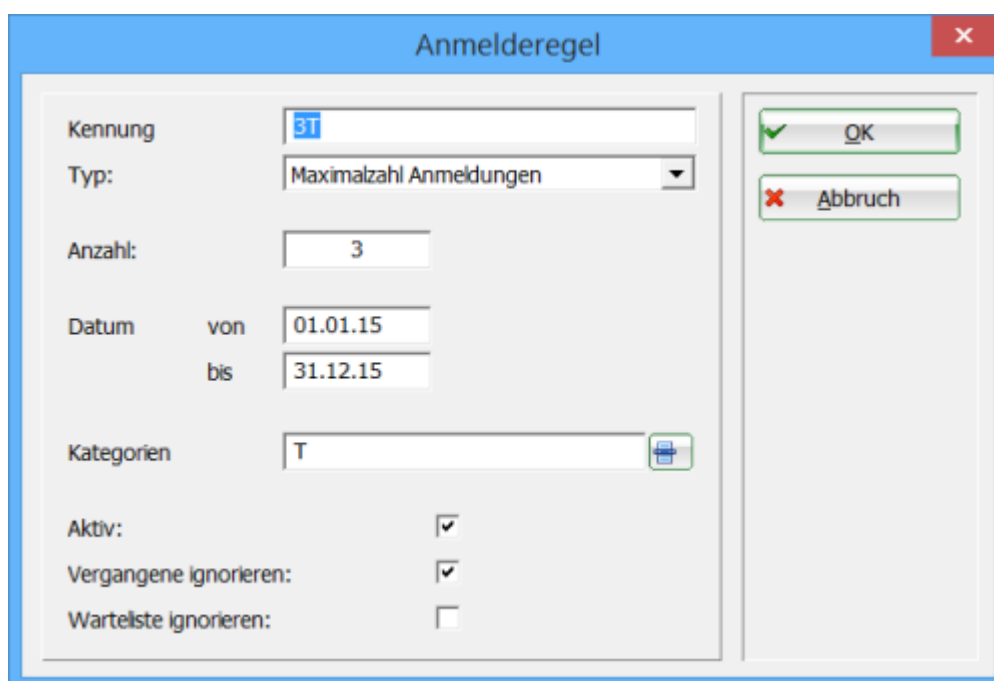 Anmelderegel
Kennung 3T
Typ: Maximalzahl Anmeldungen
Anzahl: 3
Datum von 01.01.15
bis 31.12.15
Kategorien T
Aktiv:
Vergangene ignorieren:
Warteliste ignorieren:
OK
Abbruch